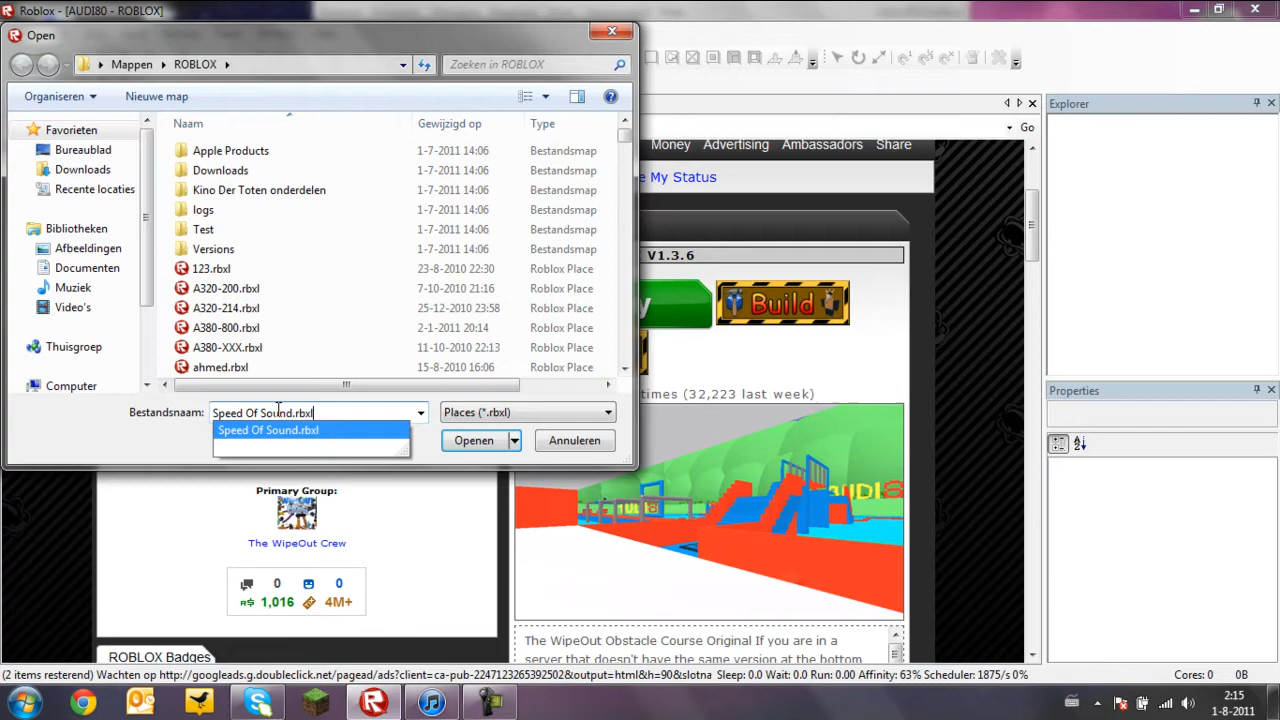 Roblox - [AUDI80 - ROBLOX]
Open
Mappen ROBLOX
Zoeken in ROBLOX
Organiseren Nieuwe map
Naam Gewijzigd op Type
Favorieten
Bureaublad
Downloads
Recente locaties
Bibliotheken
Afbeeldingen
Documenten
Muziek
Video's
Thuisgroep
Computer
Apple Products 1-7-2011 14:06 Bestandsmap
Downloads 1-7-2011 14:06 Bestandsmap
Kino Der Toten onderdelen 1-7-2011 14:06 Bestandsmap
logs 1-7-2011 14:06 Bestandsmap
Test 1-7-2011 14:06 Bestandsmap
Versions 1-7-2011 14:06 Bestandsmap
123.rbxl 23-8-2010 22:30 Roblox Place
A320-200.rbxl 7-10-2010 21:16 Roblox Place
A320-214.rbxl 25-12-2010 23:58 Roblox Place
A380-800.rbxl 2-1-2011 20:14 Roblox Place
A380-XXX.rbxl 11-10-2010 22:13 Roblox Place
ahmed.rbxl 15-8-2010 16:06 Roblox Place
Bestandsnaam: Speed Of Sound.rbxl Places (*.rbxl)
Speed Of Sound.rbxl
Openen Annuleren
Go
Money Advertising Ambassadors Share
e My Status
V1.3.6
y Build
times (32,223 last week)
AUDI8
Primary Group:
The WipeOut Crew
0 0
R$ 1,016 4M+
ROBLOX Badges
The WipeOut Obstacle Course Original If you are in a
server that doesn't have the same version at the bottom
Explorer
Properties
(2 items resterend) Wachten op http://googleads.g.doubleclick.net/pagead/ads?client=ca-pub-2247123265392502&output=html&h=90&slotna Sleep: 0.0 Wait: 0.0 Run: 0.00 Affinity: 63% Scheduler: 1875/s 0% Cores: 0 0B
2:15
1-8-2011